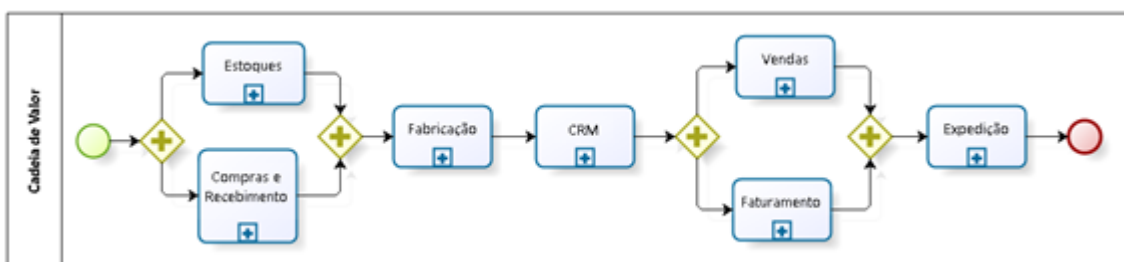 Cadeia de Valor
Estoques
Compras e
Recebimento
Fabricação
CRM
Vendas
Faturamento
Expedição